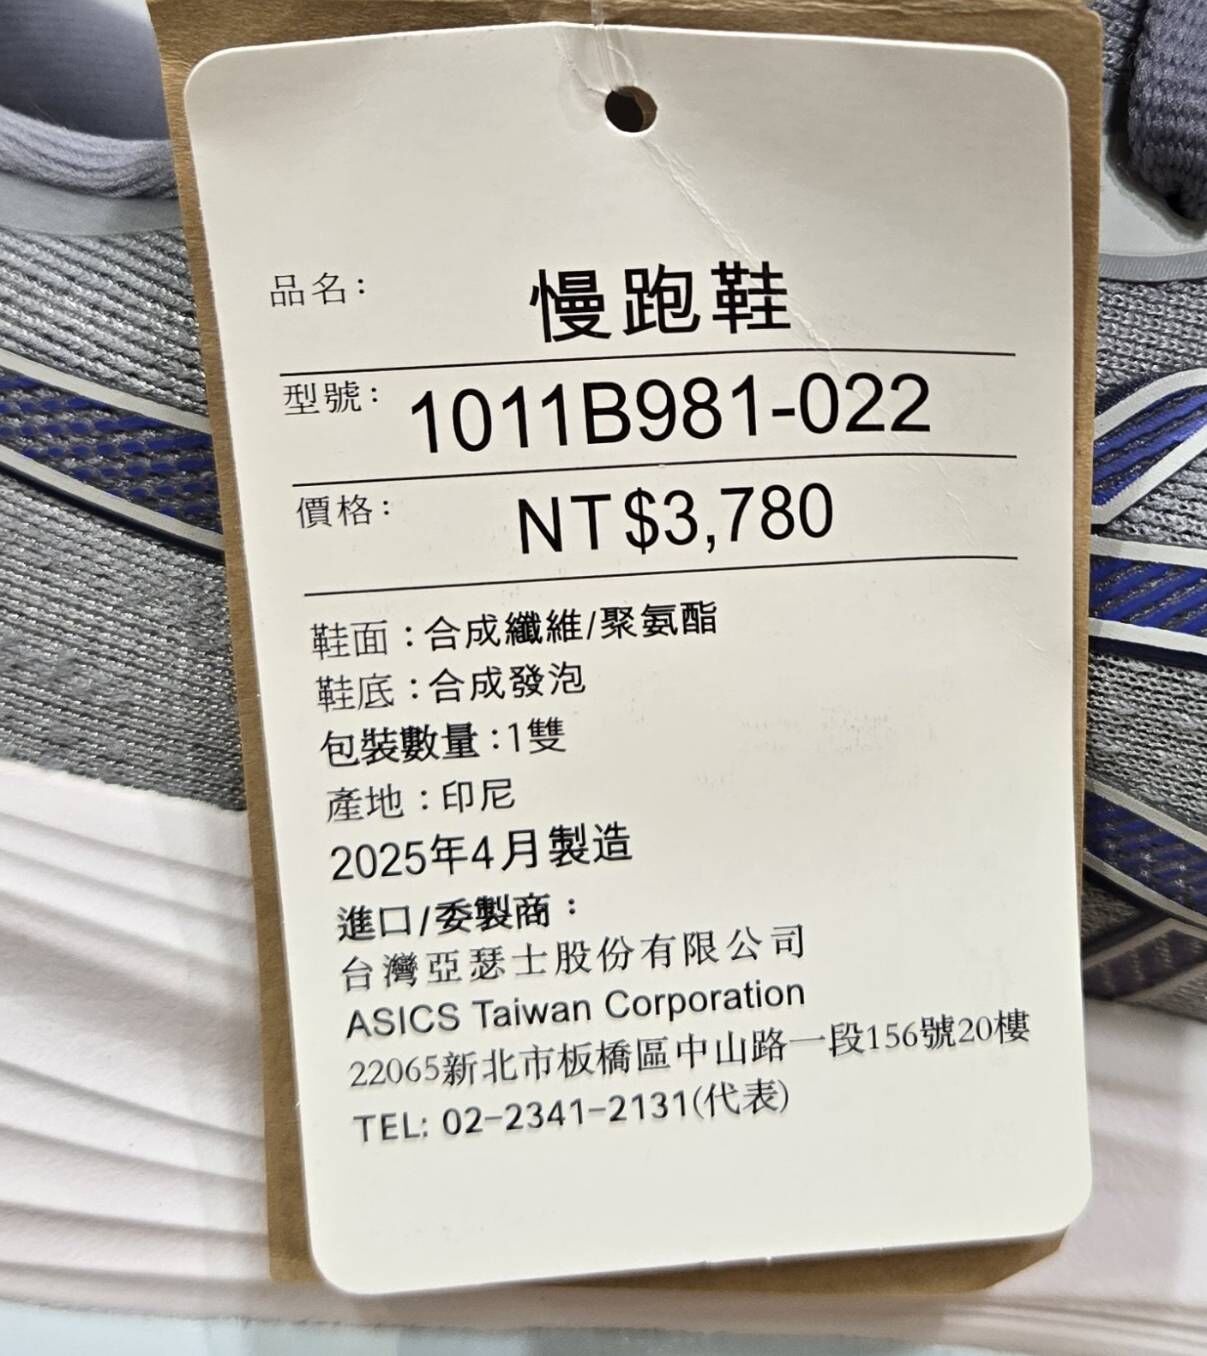 品名:慢跑鞋
型號:1011B981-022
價格:NT$3,780
鞋面:合成纖維/聚氨酯
鞋底:合成發泡
包裝數量:1雙
產地:印尼
2025年4月製造
進口/委製商:
台灣亞瑟士股份有限公司
ASICS Taiwan Corporation
22065新北市板橋區中山路一段156號20樓
TEL: 02-2341-2131(代表)